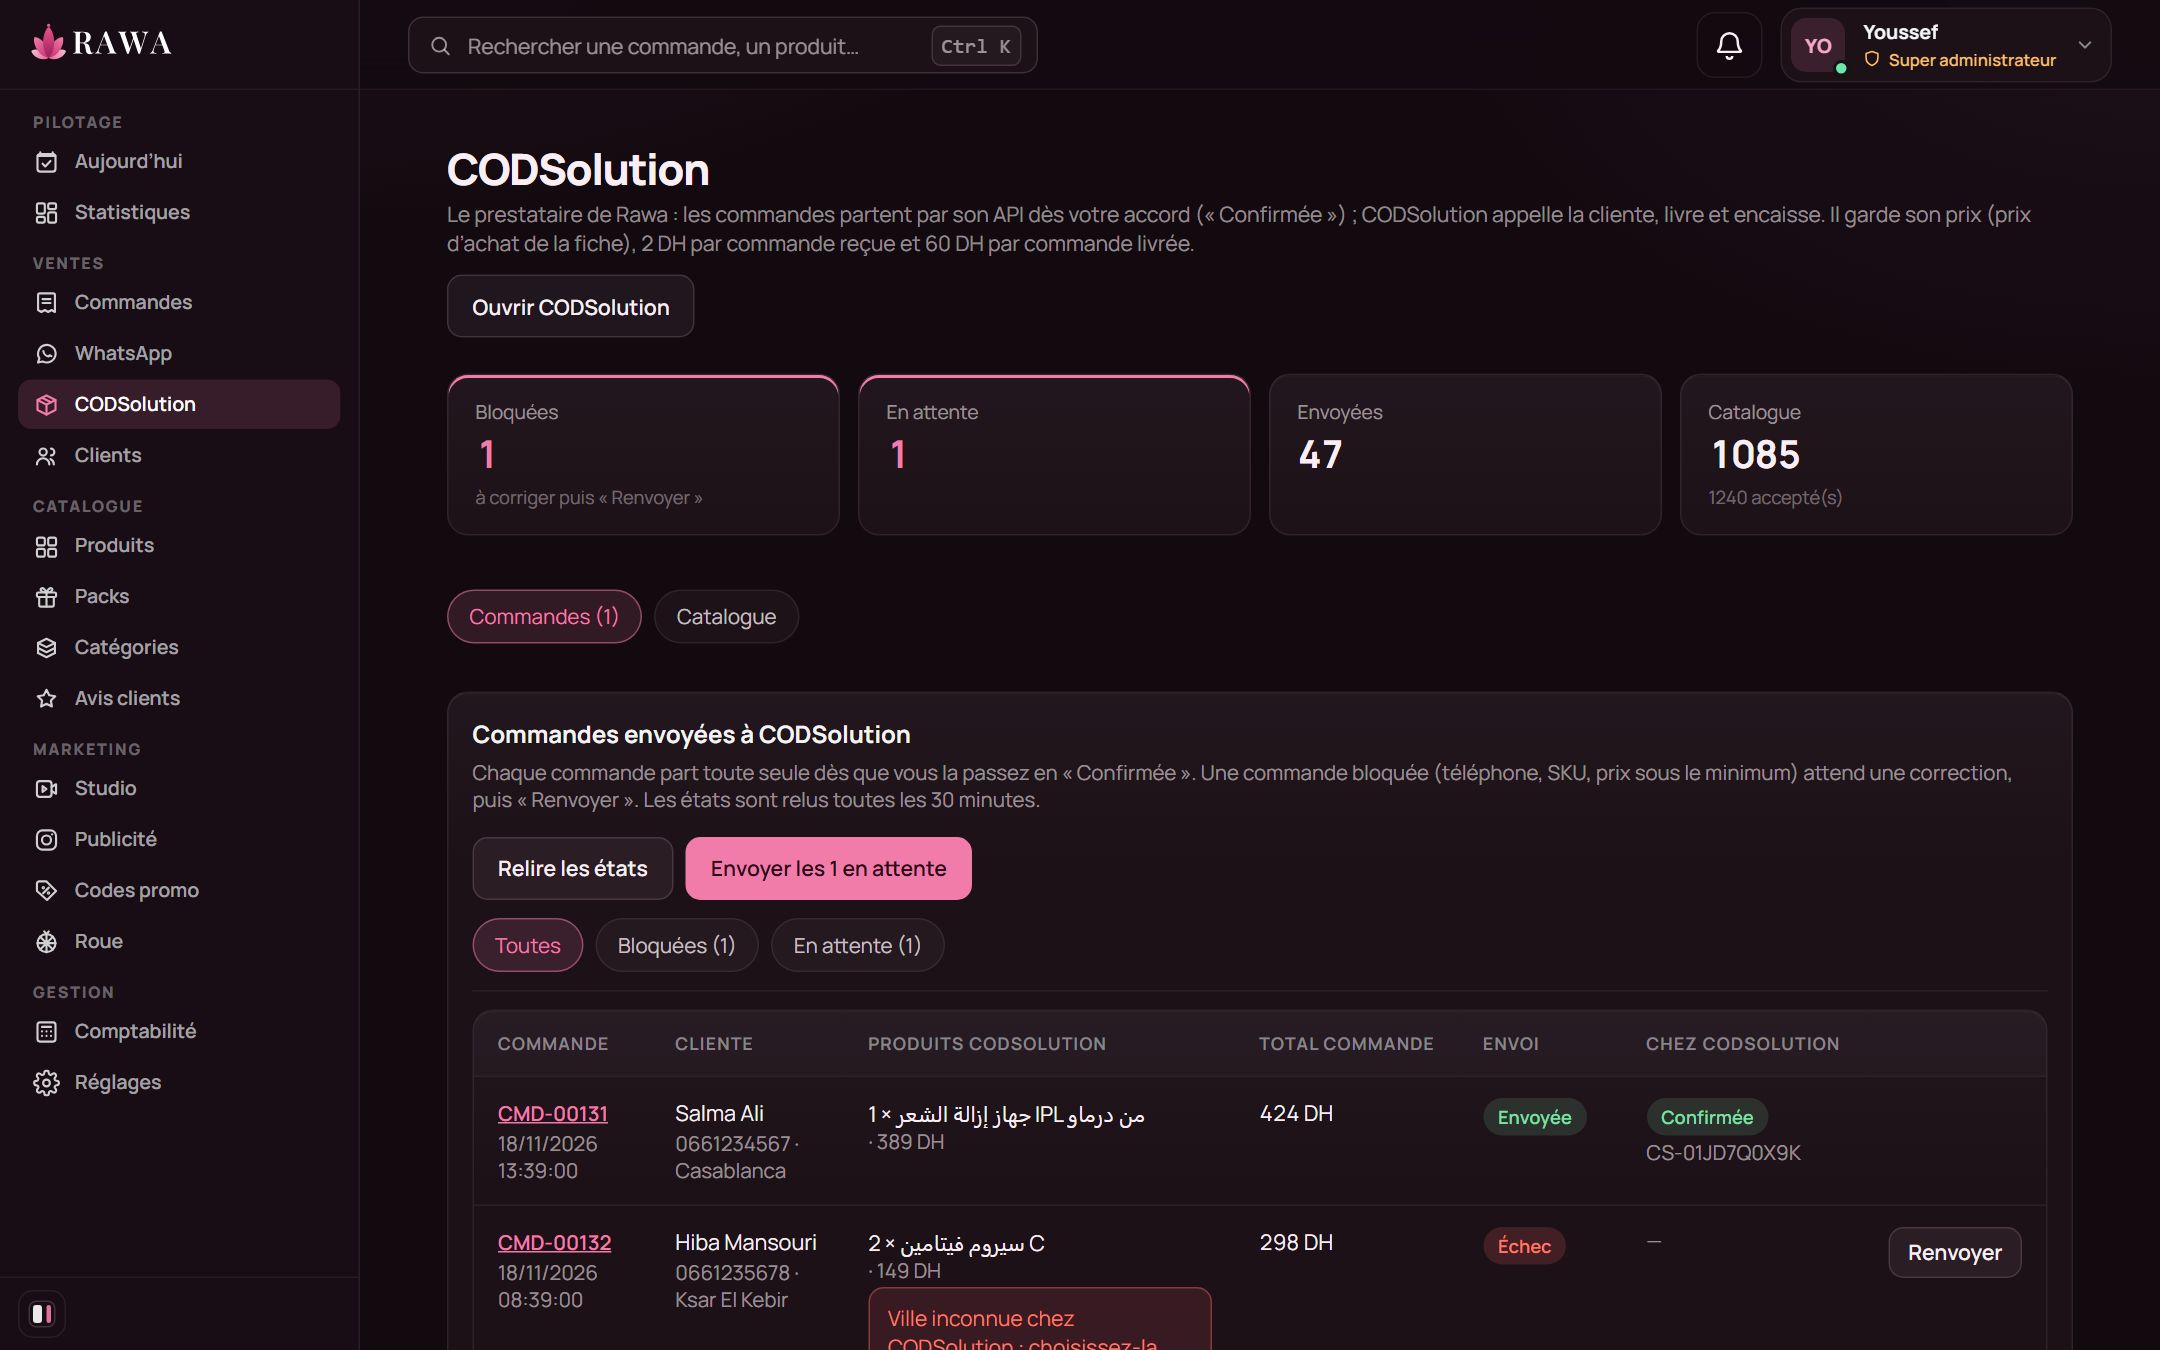 RAWA
Rechercher une commande, un produit...
Ctrl K
YO
Youssef
Super administrateur
PILOTAGE
Aujourd’hui
Statistiques
VENTES
Commandes
WhatsApp
CODSolution
Clients
CATALOGUE
Produits
Packs
Catégories
Avis clients
MARKETING
Studio
Publicité
Codes promo
Roue
GESTION
Comptabilité
Réglages
CODSolution
Le prestataire de Rawa : les commandes partent par son API dès votre accord (« Confirmée ») ; CODSolution appelle la cliente, livre et encaisse. Il garde son prix (prix
d’achat de la fiche), 2 DH par commande reçue et 60 DH par commande livrée.
Ouvrir CODSolution
Bloquées
1
à corriger puis « Renvoyer »
En attente
1
Envoyées
47
Catalogue
1085
1240 accepté(s)
Commandes (1)
Catalogue
Commandes envoyées à CODSolution
Chaque commande part toute seule dès que vous la passez en « Confirmée ». Une commande bloquée (téléphone, SKU, prix sous le minimum) attend une correction,
puis « Renvoyer ». Les états sont relus toutes les 30 minutes.
Relire les états
Envoyer les 1 en attente
Toutes
Bloquées (1)
En attente (1)
COMMANDE CLIENTE PRODUITS CODSOLUTION TOTAL COMMANDE ENVOI CHEZ CODSOLUTION
CMD-00131
18/11/2026
13:39:00
Salma Ali
0661234567 ·
Casablanca
1 × جهاز إزالة الشعر IPL من درماو
· 389 DH
424 DH
Envoyée
Confirmée
CS-01JD7Q0X9K
CMD-00132
18/11/2026
08:39:00
Hiba Mansouri
0661235678 ·
Ksar El Kebir
2 × سيروم فيتامين C
· 149 DH
Ville inconnue chez
CODSolution : choisissez-la
298 DH
Échec
—
Renvoyer